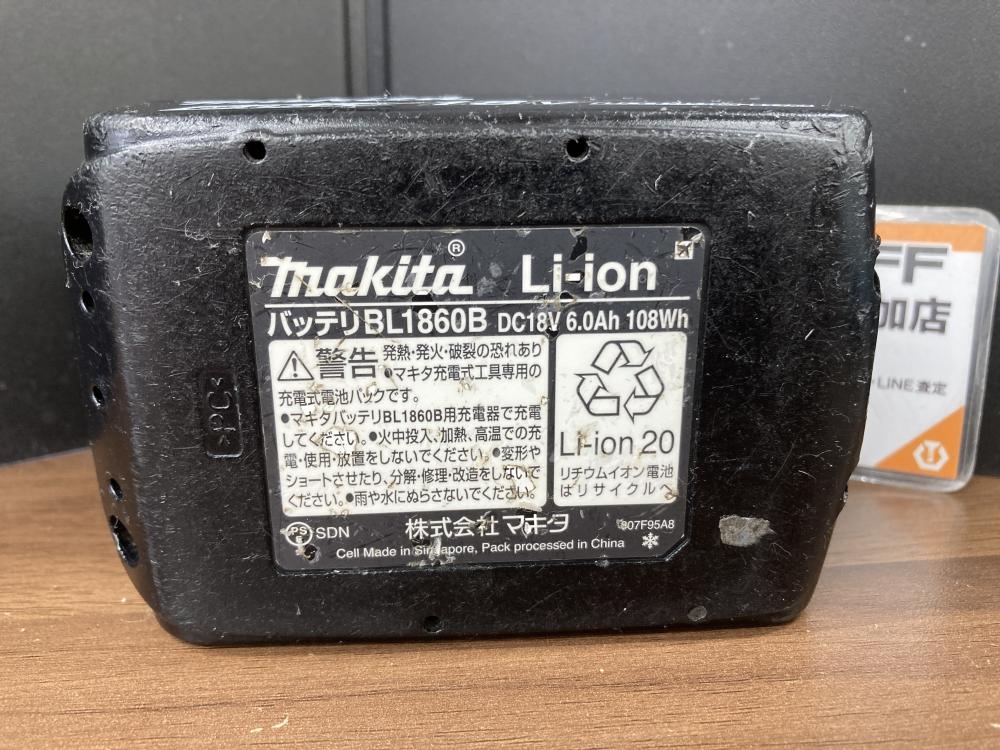 makita® Li-ion
バッテリBL1860B DC18V 6.0Ah 108Wh
警告 発熱・発火・破裂の恐れあり
●マキタ充電式工具専用の
充電式電池パックです。
●マキタバッテリBL1860B用充電器で充電
してください。●火中投入、加熱、高温での充
電・使用・放置をしないでください。●変形や
ショートさせたり、分解・修理・改造をしないで
ください。●雨や水にぬらさないでください。
Li-ion 20
リチウムイオン電池
はリサイクルへ
PS E SDN
株式会社 マキタ
807F95A8
Cell Made in Singapore, Pack processed in China
>PC<
FF
加店
LINE査定